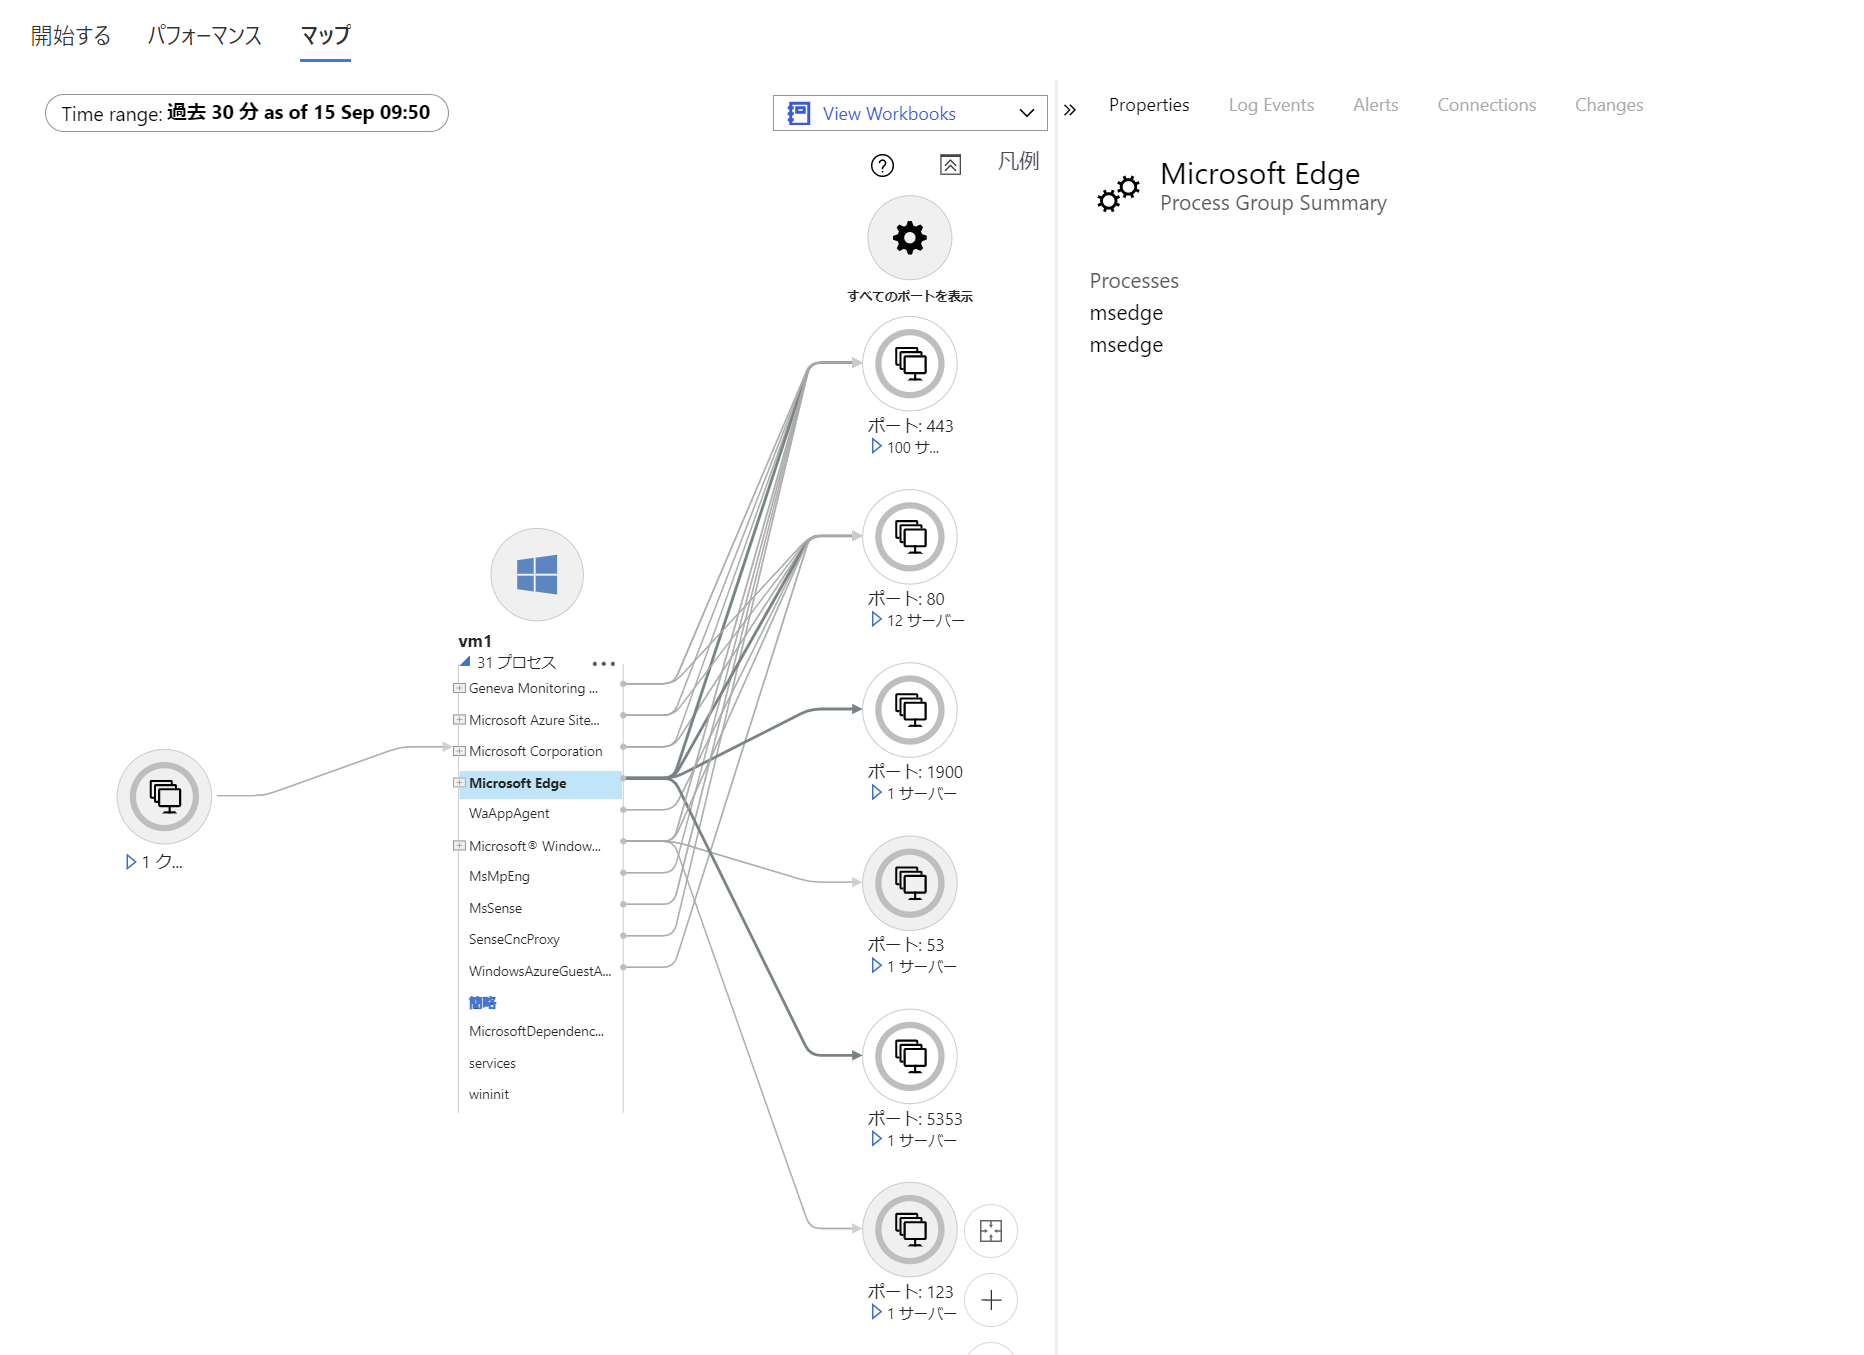 開始する パフォーマンス マップ
Time range: 過去 30 分 as of 15 Sep 09:50
View Workbooks
凡例
すべてのポートを表示
ポート: 443
100 サ...
ポート: 80
12 サーバー
ポート: 1900
1 サーバー
ポート: 53
1 サーバー
ポート: 5353
1 サーバー
ポート: 123
1 サーバー
vm1
31 プロセス
Geneva Monitoring ...
Microsoft Azure Site...
Microsoft Corporation
Microsoft Edge
WaAppAgent
Microsoft® Window...
MsMpEng
MsSense
SenseCncProxy
WindowsAzureGuestA...
簡略
MicrosoftDependenc...
services
wininit
1 ク...
Properties Log Events Alerts Connections Changes
Microsoft Edge
Process Group Summary
Processes
msedge
msedge